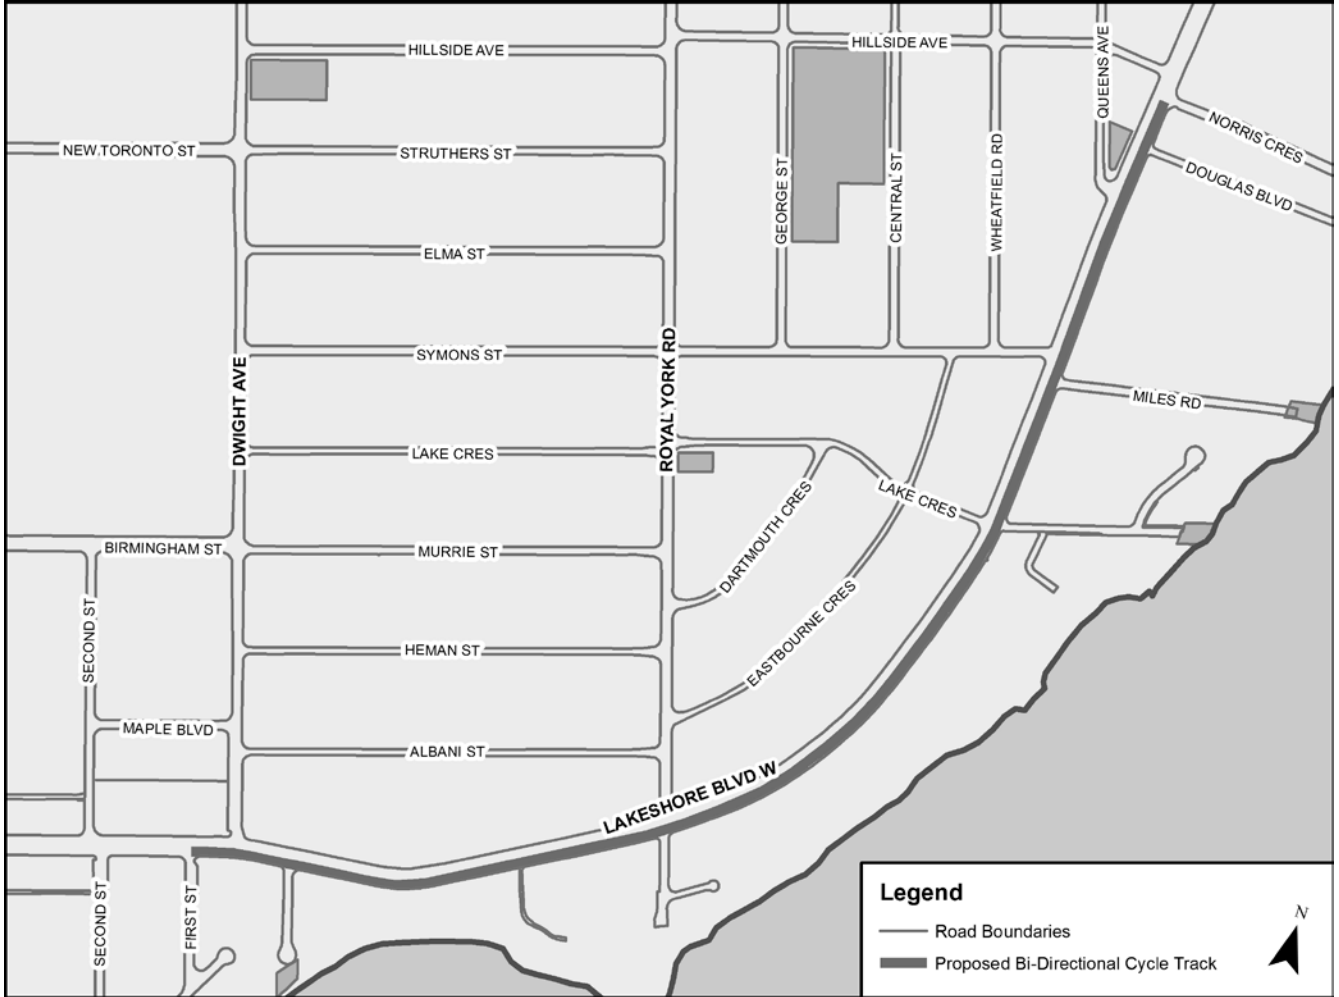 HILLSIDE AVE
HILLSIDE AVE
QUEENS AVE
NORRIS CRES
NEW TORONTO ST
STRUTHERS ST
GEORGE ST
CENTRAL ST
WHEATFIELD RD
DOUGLAS BLVD
ELMA ST
SYMONS ST
DWIGHT AVE
ROYAL YORK RD
MILES RD
LAKE CRES
LAKE CRES
DARTMOUTH CRES
BIRMINGHAM ST
MURRIE ST
SECOND ST
HEMAN ST
EASTBOURNE CRES
MAPLE BLVD
ALBANI ST
LAKESHORE BLVD W
SECOND ST
FIRST ST
Legend
N
Road Boundaries
Proposed Bi-Directional Cycle Track